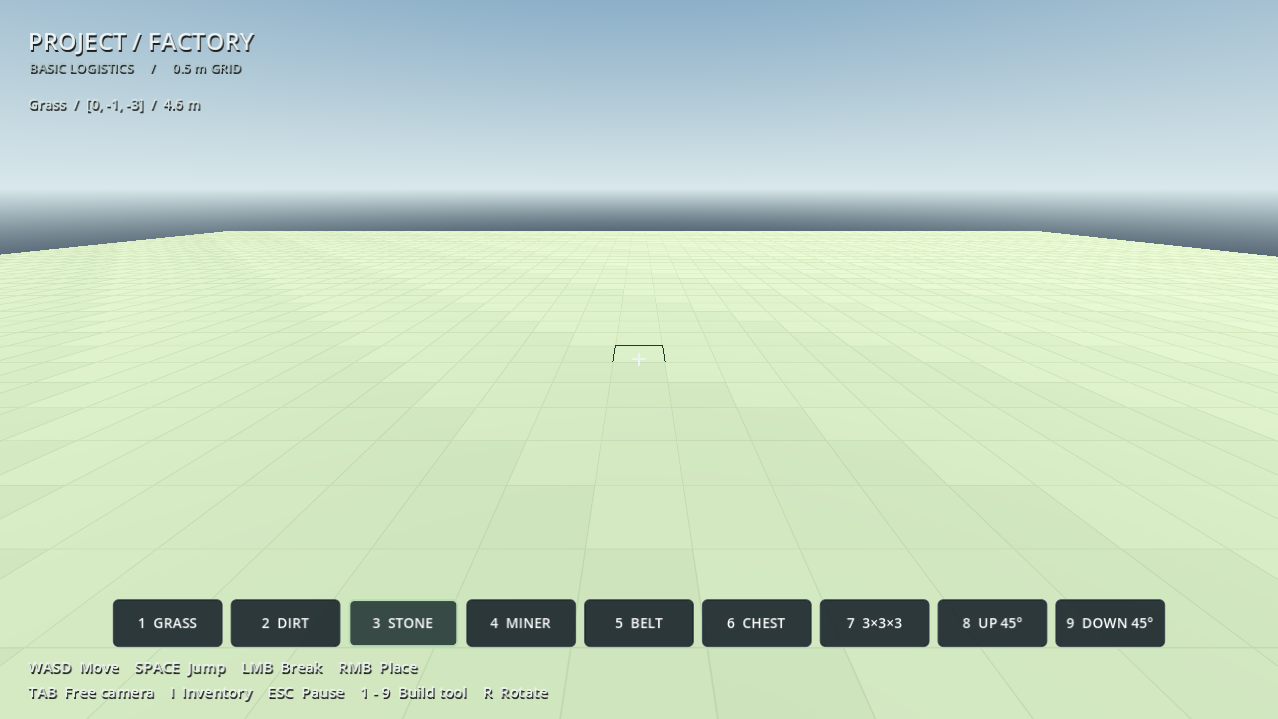 PROJECT / FACTORY
BASIC LOGISTICS / 0.5 m GRID
Grass / [0, -1, -3] / 4.6 m
1 GRASS 2 DIRT 3 STONE 4 MINER 5 BELT 6 CHEST 7 3×3×3 8 UP 45° 9 DOWN 45°
WASD Move SPACE Jump LMB Break RMB Place
TAB Free camera I Inventory ESC Pause 1 - 9 Build tool R Rotate